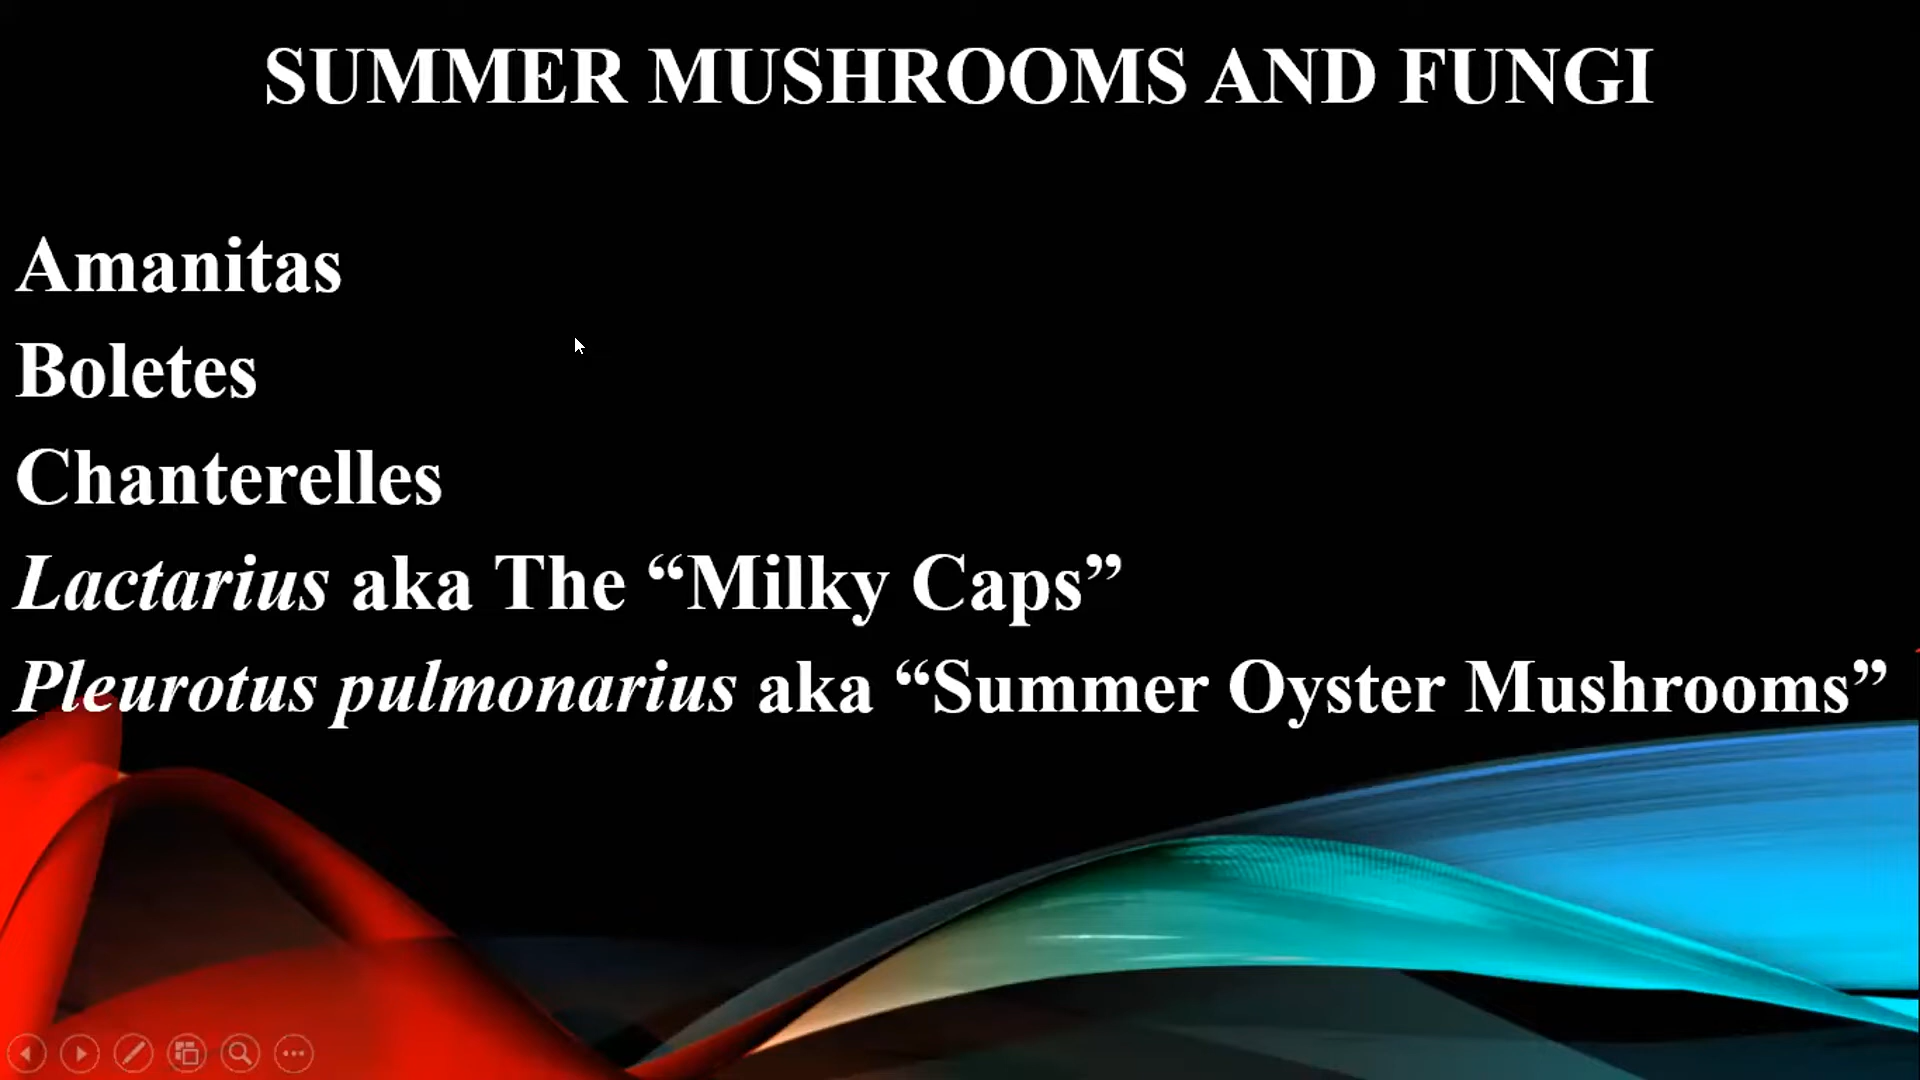 SUMMER MUSHROOMS AND FUNGI
Amanitas
Boletes
Chanterelles
Lactarius aka The “Milky Caps”
Pleurotus pulmonarius aka “Summer Oyster Mushrooms”